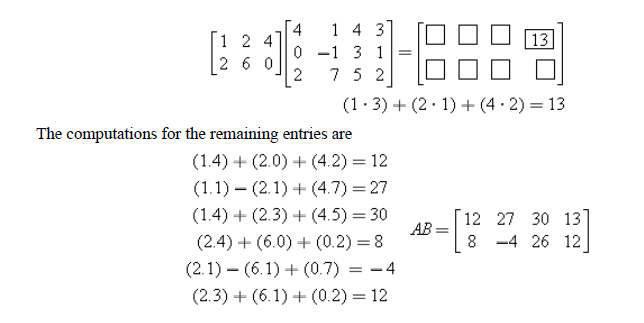 [1 2 4] [4 1 4 3] = [□ □ □ 13]
[2 6 0] [0 −1 3 1] [□ □ □ □]
[2 7 5 2]
(1 · 3) + (2 · 1) + (4 · 2) = 13
The computations for the remaining entries are
(1.4) + (2.0) + (4.2) = 12
(1.1) − (2.1) + (4.7) = 27
(1.4) + (2.3) + (4.5) = 30
(2.4) + (6.0) + (0.2) = 8
(2.1) − (6.1) + (0.7) = −4
(2.3) + (6.1) + (0.2) = 12
AB = [12 27 30 13]
[8 −4 26 12]